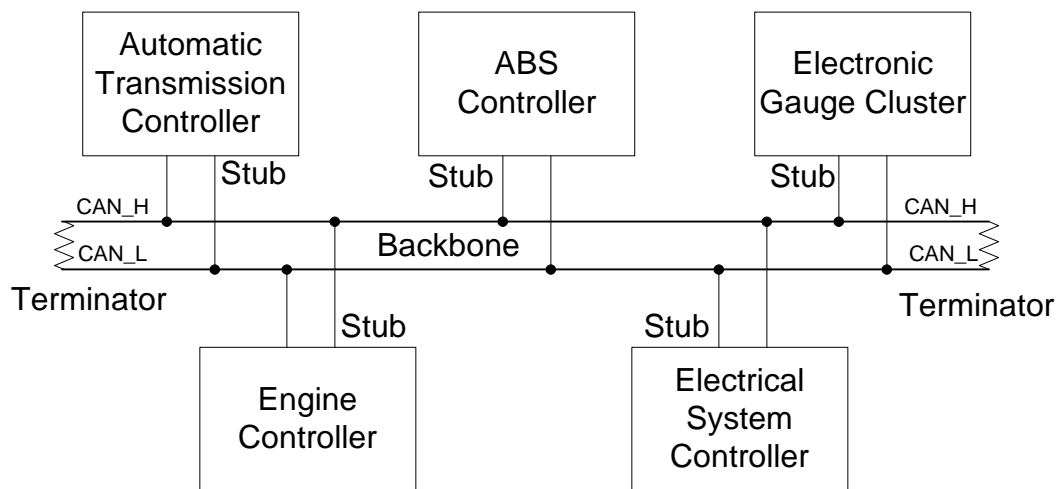 Automatic
Transmission
Controller
ABS
Controller
Electronic
Gauge Cluster
Stub
Stub
Stub
CAN_H
CAN_H
Backbone
CAN_L
CAN_L
Terminator
Terminator
Stub
Stub
Engine
Controller
Electrical
System
Controller